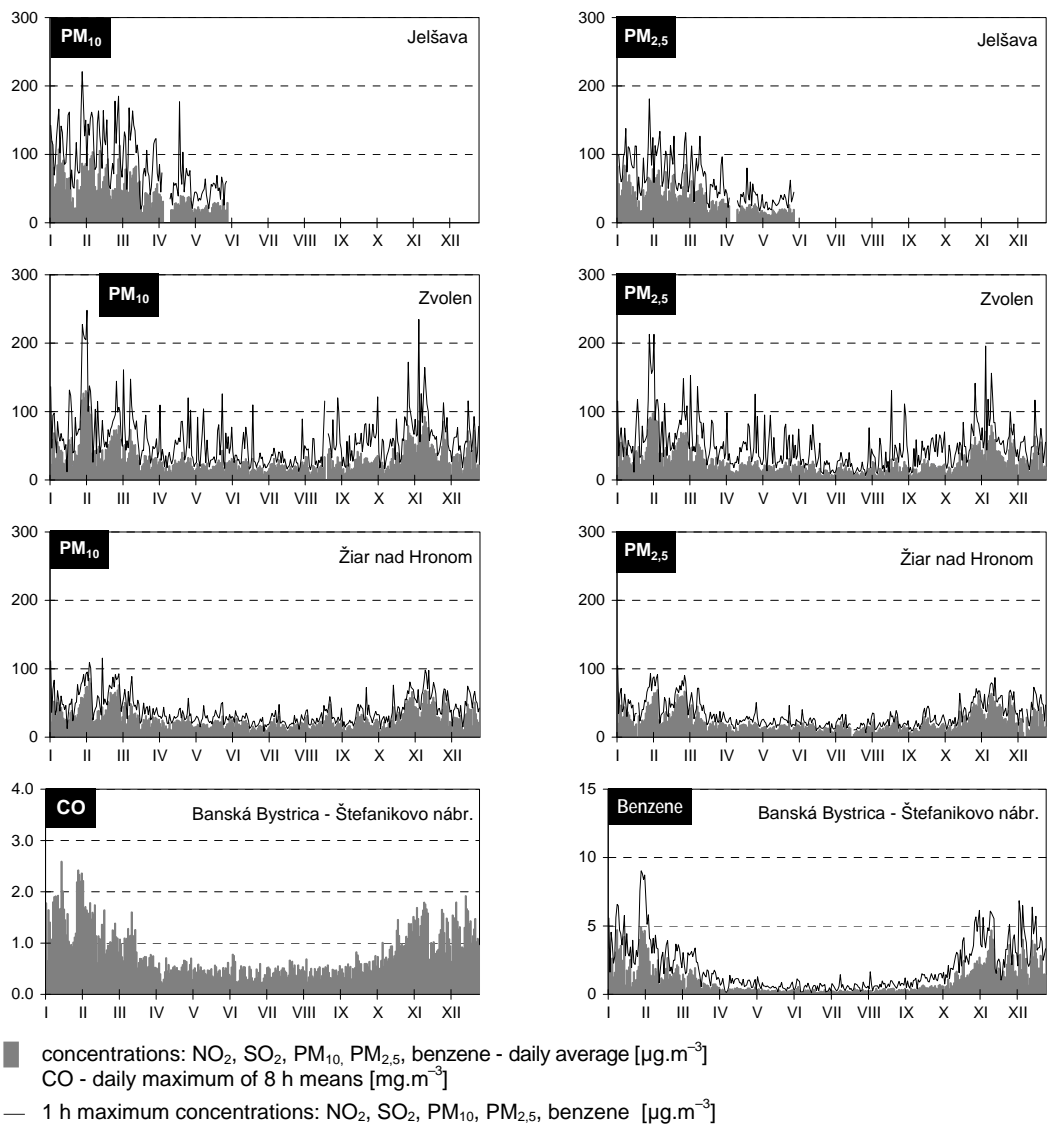 PM₁₀ Jelšava
300
200
100
0
I II III IV V VI VII VIII IX X XI XII
PM₂,₅ Jelšava
300
200
100
0
I II III IV V VI VII VIII IX X XI XII
PM₁₀ Zvolen
300
200
100
0
I II III IV V VI VII VIII IX X XI XII
PM₂,₅ Zvolen
300
200
100
0
I II III IV V VI VII VIII IX X XI XII
PM₁₀ Žiar nad Hronom
300
200
100
0
I II III IV V VI VII VIII IX X XI XII
PM₂,₅ Žiar nad Hronom
300
200
100
0
I II III IV V VI VII VIII IX X XI XII
CO Banská Bystrica - Štefanikovo nábr.
4.0
3.0
2.0
1.0
0.0
I II III IV V VI VII VIII IX X XI XII
Benzene Banská Bystrica - Štefanikovo nábr.
15
10
5
0
I II III IV V VI VII VIII IX X XI XII
concentrations: NO₂, SO₂, PM₁₀, PM₂,₅, benzene - daily average [µg.m⁻³]
CO - daily maximum of 8 h means [mg.m⁻³]
1 h maximum concentrations: NO₂, SO₂, PM₁₀, PM₂,₅, benzene [µg.m⁻³]